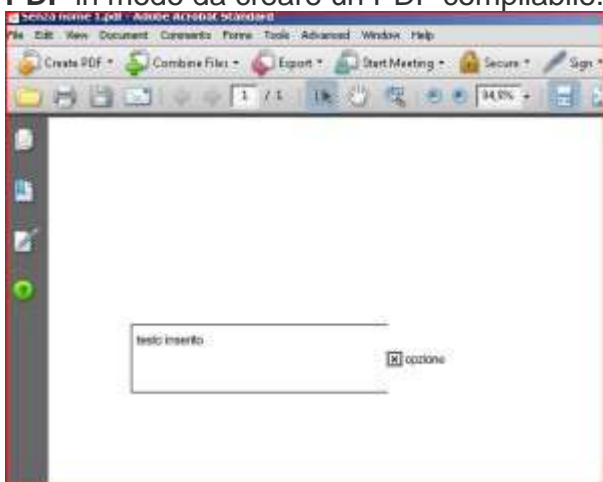 PDF in modo da creare un PDF compilabile.
Senza nome 1.pdf - Adobe Acrobat Standard
File Edit View Document Comments Forms Tools Advanced Window Help
Create PDF Combine Files Export Start Meeting Secure Sign
1 / 1 94,9%
testo inserito
opzione